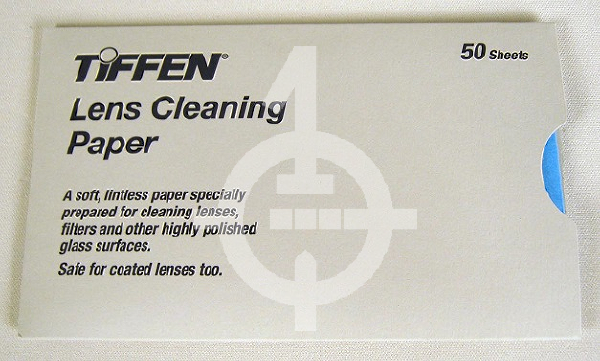 TiFFEN®
50 Sheets
Lens Cleaning
Paper
A soft, lintless paper specially
prepared for cleaning lenses,
filters and other highly polished
glass surfaces.
Safe for coated lenses too.